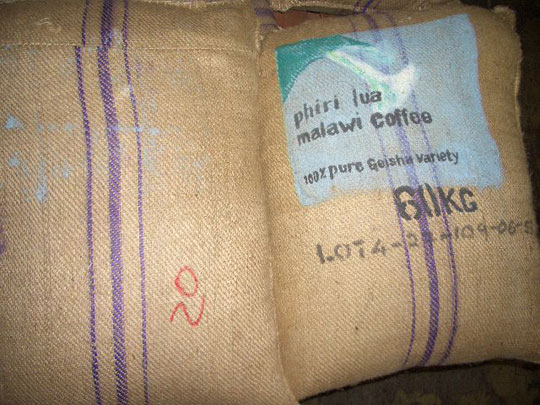 phiri lua
malawi Coffee
100% pure Geisha variety
60KG
20